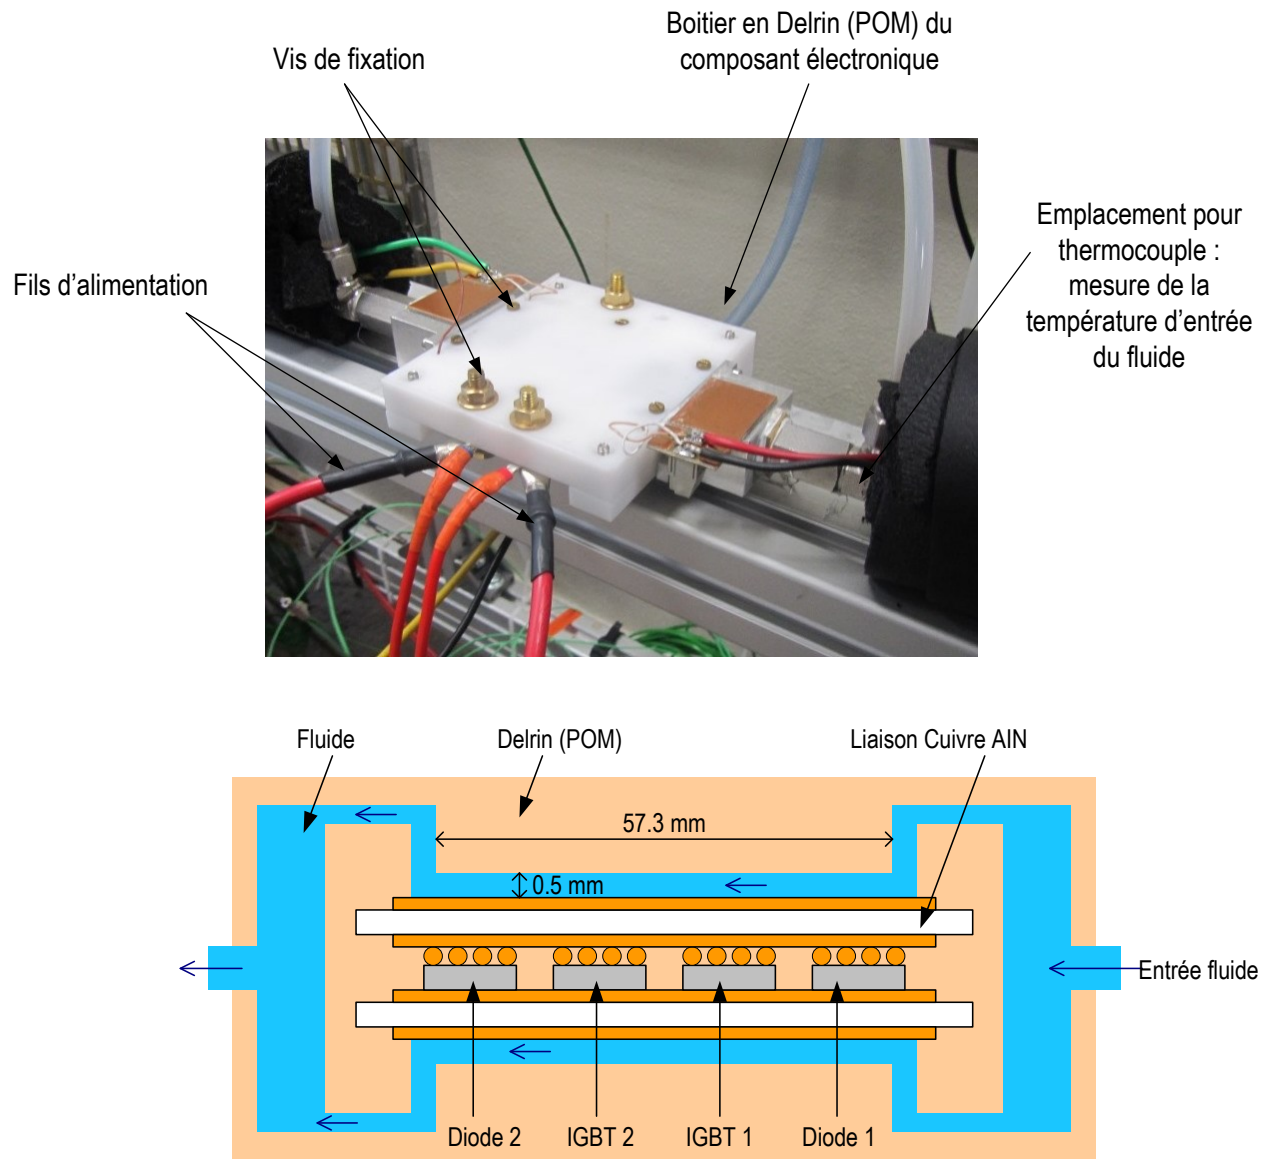 Boitier en Delrin (POM) du
composant électronique
Vis de fixation
Emplacement pour
thermocouple :
mesure de la
température d'entrée
du fluide
Fils d'alimentation
Fluide
Delrin (POM)
Liaison Cuivre AlN
57.3 mm
0.5 mm
Entrée fluide
Diode 2
IGBT 2
IGBT 1
Diode 1